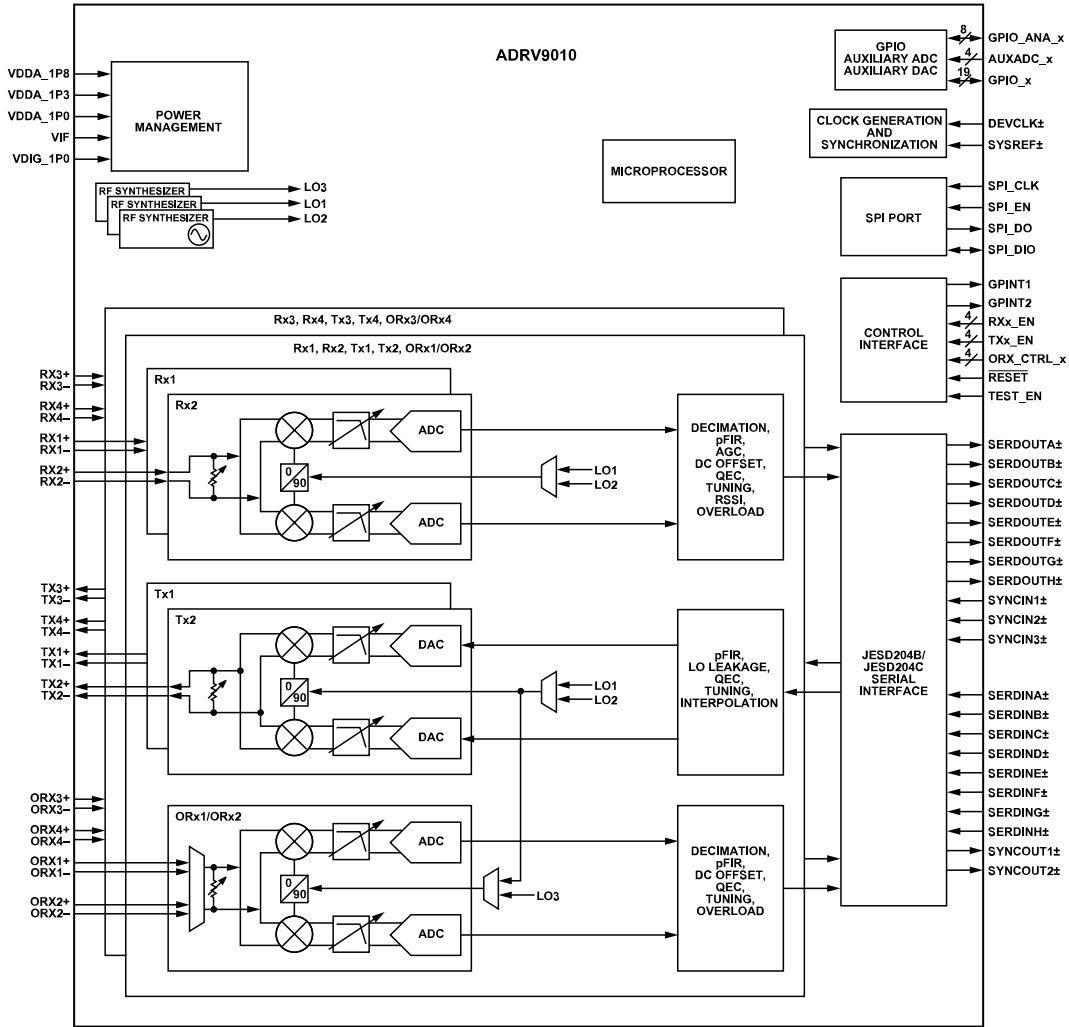 ADRV9010
VDDA_1P8
VDDA_1P3
VDDA_1P0
VIF
VDIG_1P0
POWER
MANAGEMENT
RF SYNTHESIZER
RF SYNTHESIZER
RF SYNTHESIZER
LO3
LO1
LO2
MICROPROCESSOR
GPIO
AUXILIARY ADC
AUXILIARY DAC
8
4
19
GPIO_ANA_x
AUXADC_x
GPIO_x
CLOCK GENERATION
AND
SYNCHRONIZATION
DEVCLK±
SYSREF±
SPI PORT
SPI_CLK
SPI_EN
SPI_DO
SPI_DIO
CONTROL
INTERFACE
4
4
4
GPINT1
GPINT2
RXx_EN
TXx_EN
ORX_CTRL_x
RESET
TEST_EN
Rx3, Rx4, Tx3, Tx4, ORx3/ORx4
Rx1, Rx2, Tx1, Tx2, ORx1/ORx2
RX3+
RX3–
RX4+
RX4–
RX1+
RX1–
RX2+
RX2–
Rx1
Rx2
0
90
ADC
ADC
LO1
LO2
DECIMATION,
pFIR,
AGC,
DC OFFSET,
QEC,
TUNING,
RSSI,
OVERLOAD
TX3+
TX3–
TX4+
TX4–
TX1+
TX1–
TX2+
TX2–
Tx1
Tx2
0
90
DAC
DAC
LO1
LO2
pFIR,
LO LEAKAGE,
QEC,
TUNING,
INTERPOLATION
ORX3+
ORX3–
ORX4+
ORX4–
ORX1+
ORX1–
ORX2+
ORX2–
ORx1/ORx2
0
90
ADC
ADC
LO3
DECIMATION,
pFIR,
DC OFFSET,
QEC,
TUNING,
OVERLOAD
JESD204B/
JESD204C
SERIAL
INTERFACE
SERDOUTA±
SERDOUTB±
SERDOUTC±
SERDOUTD±
SERDOUTE±
SERDOUTF±
SERDOUTG±
SERDOUTH±
SYNCIN1±
SYNCIN2±
SYNCIN3±
SERDINA±
SERDINB±
SERDINC±
SERDIND±
SERDINE±
SERDINF±
SERDING±
SERDINH±
SYNCOUT1±
SYNCOUT2±